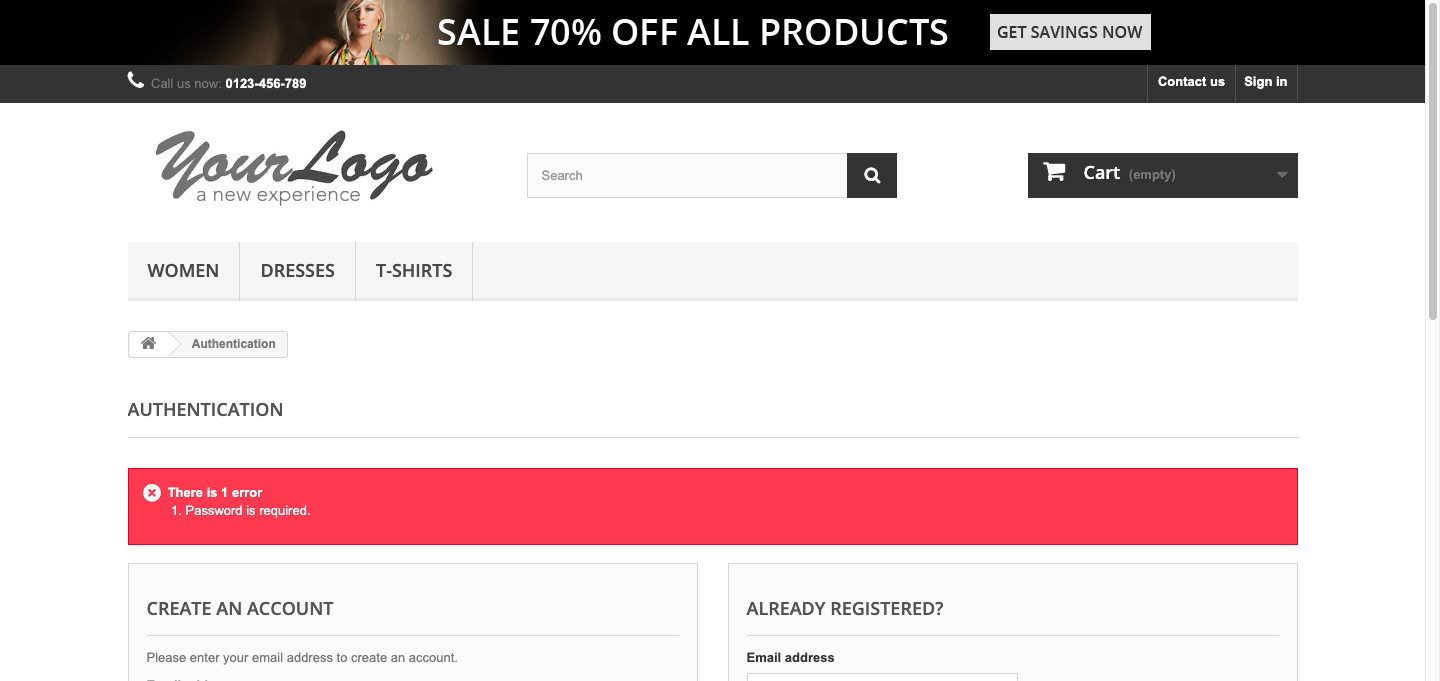 SALE 70% OFF ALL PRODUCTS
GET SAVINGS NOW
Call us now: 0123-456-789
Contact us
Sign in
YourLogo
a new experience
Search
Cart (empty)
WOMEN
DRESSES
T-SHIRTS
Authentication
AUTHENTICATION
There is 1 error
1. Password is required.
CREATE AN ACCOUNT
Please enter your email address to create an account.
ALREADY REGISTERED?
Email address